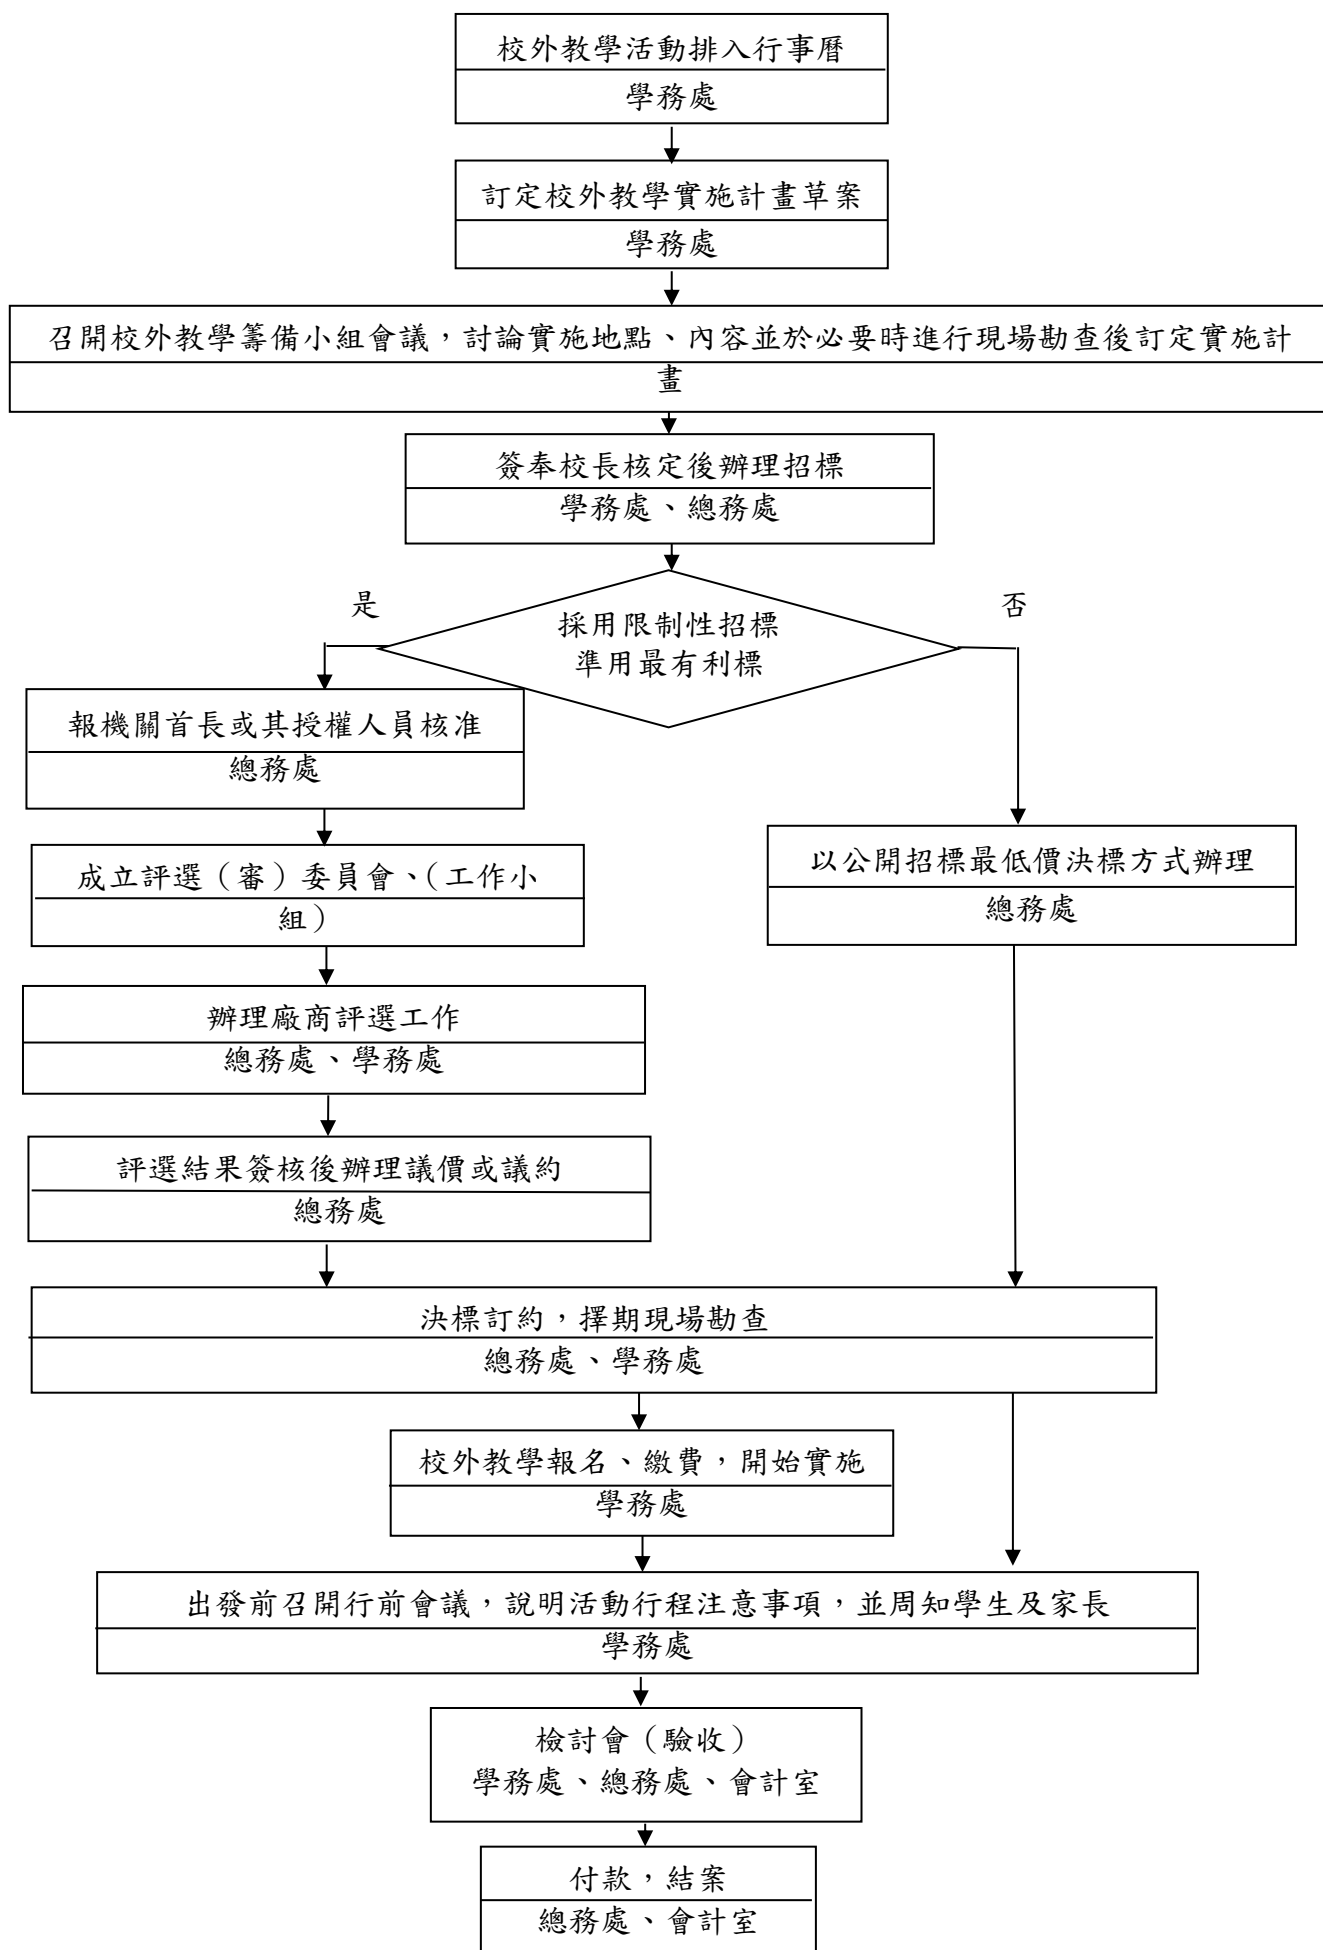 校外教學活動排入行事曆
學務處
訂定校外教學實施計畫草案
學務處
召開校外教學籌備小組會議，討論實施地點、內容並於必要時進行現場勘查後訂定實施計
畫
簽奉校長核定後辦理招標
學務處、總務處
是
否
採用限制性招標
準用最有利標
報機關首長或其授權人員核准
總務處
成立評選（審）委員會、（工作小
組）
以公開招標最低價決標方式辦理
總務處
辦理廠商評選工作
總務處、學務處
評選結果簽核後辦理議價或議約
總務處
決標訂約，擇期現場勘查
總務處、學務處
校外教學報名、繳費，開始實施
學務處
出發前召開行前會議，說明活動行程注意事項，並周知學生及家長
學務處
檢討會（驗收）
學務處、總務處、會計室
付款，結案
總務處、會計室